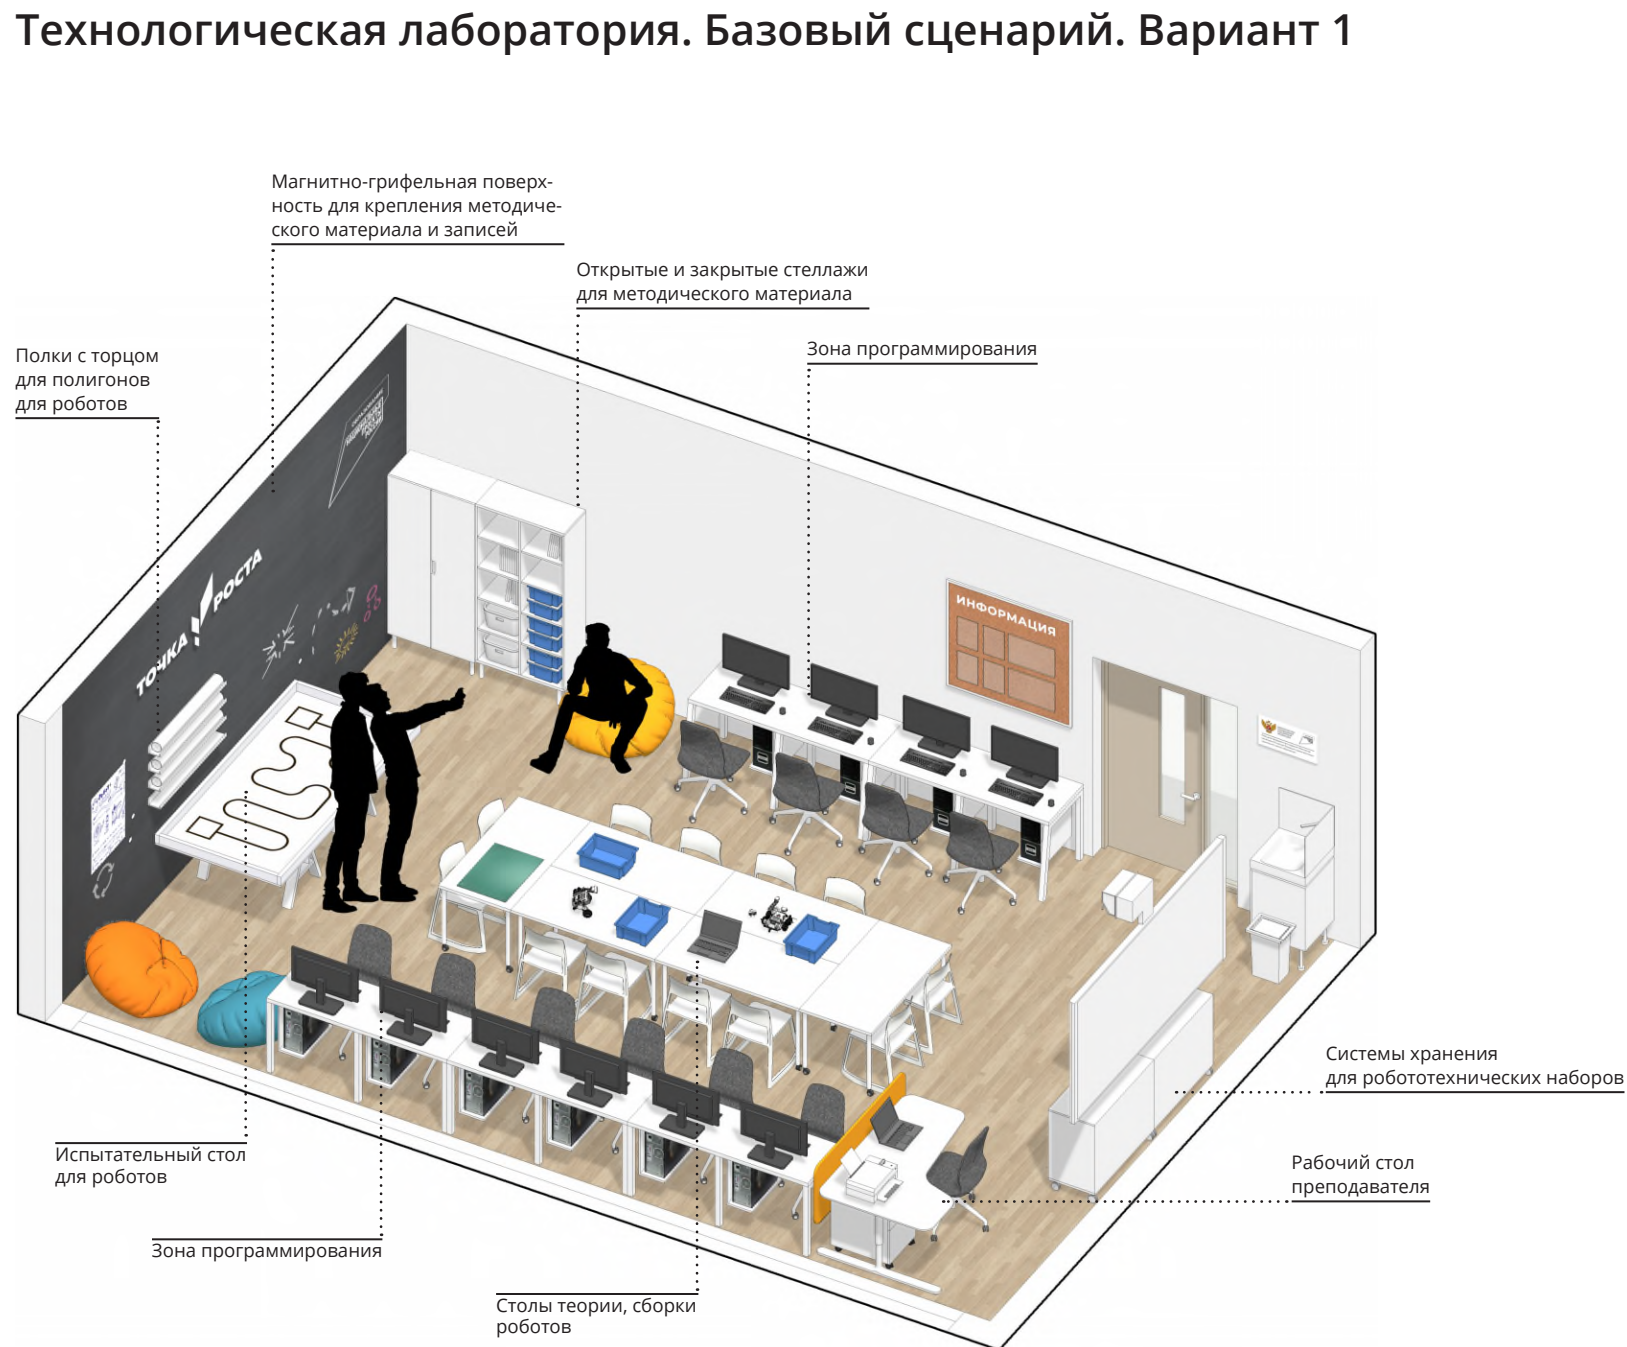 Технологическая лаборатория. Базовый сценарий. Вариант 1
Магнитно-грифельная поверх-
ность для крепления методиче-
ского материала и записей
Открытые и закрытые стеллажи
для методического материала
Зона программирования
Полки с торцом
для полигонов
для роботов
ТОЧКА РОСТА
ИНФОРМАЦИЯ
Системы хранения
для робототехнических наборов
Испытательный стол
для роботов
Рабочий стол
преподавателя
Зона программирования
Столы теории, сборки
роботов